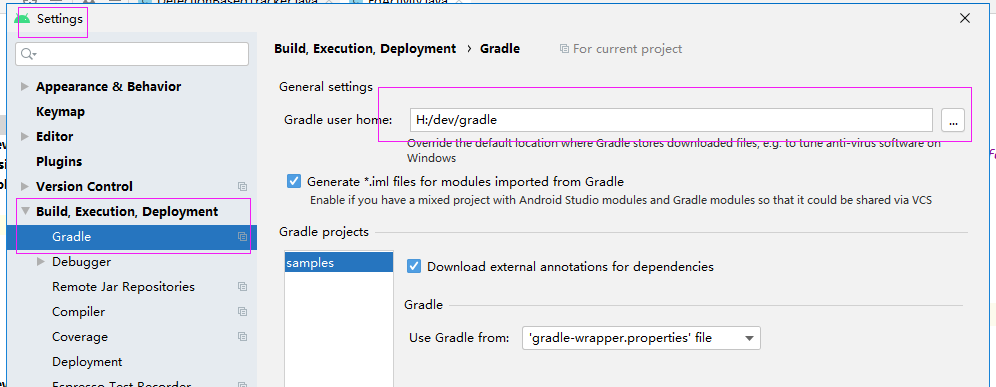 DetectionBasedTracker.java
FdActivity.java
Settings
Build, Execution, Deployment › Gradle
For current project
Appearance & Behavior
Keymap
Editor
Plugins
Version Control
Build, Execution, Deployment
Gradle
Debugger
Remote Jar Repositories
Compiler
Coverage
Deployment
Espresso Test Recorder
General settings
Gradle user home:
H:/dev/gradle
...
Override the default location where Gradle stores downloaded files, e.g. to tune anti-virus software on
Windows
Generate *.iml files for modules imported from Gradle
Enable if you have a mixed project with Android Studio modules and Gradle modules so that it could be shared via VCS
Gradle projects
samples
Download external annotations for dependencies
Gradle
Use Gradle from:
'gradle-wrapper.properties' file